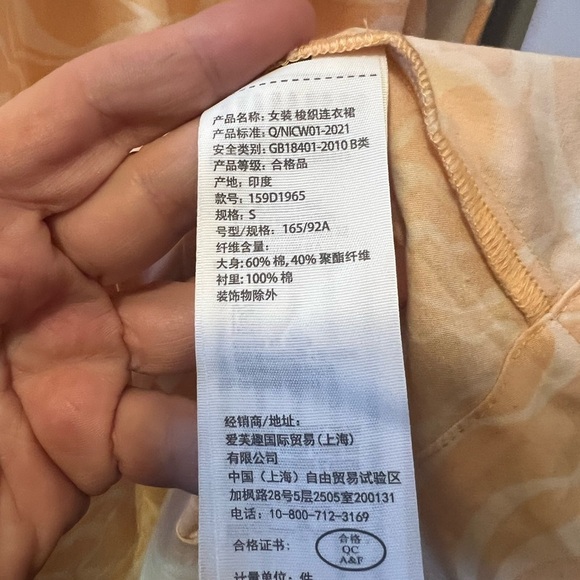 产品名称: 女装 梭织连衣裙
产品标准: Q/NICW01-2021
安全类别: GB18401-2010 B类
产品等级: 合格品
产地: 印度
款号: 159D1965
规格: S
号型/规格: 165/92A
纤维含量:
大身: 60% 棉, 40% 聚酯纤维
衬里: 100% 棉
装饰物除外
经销商/地址:
爱芙趣国际贸易(上海)
有限公司
中国（上海）自由贸易试验区
加枫路28号5层2505室200131
电话: 10-800-712-3169
合格证书:
合格
QC
A&F
计量单位: 件